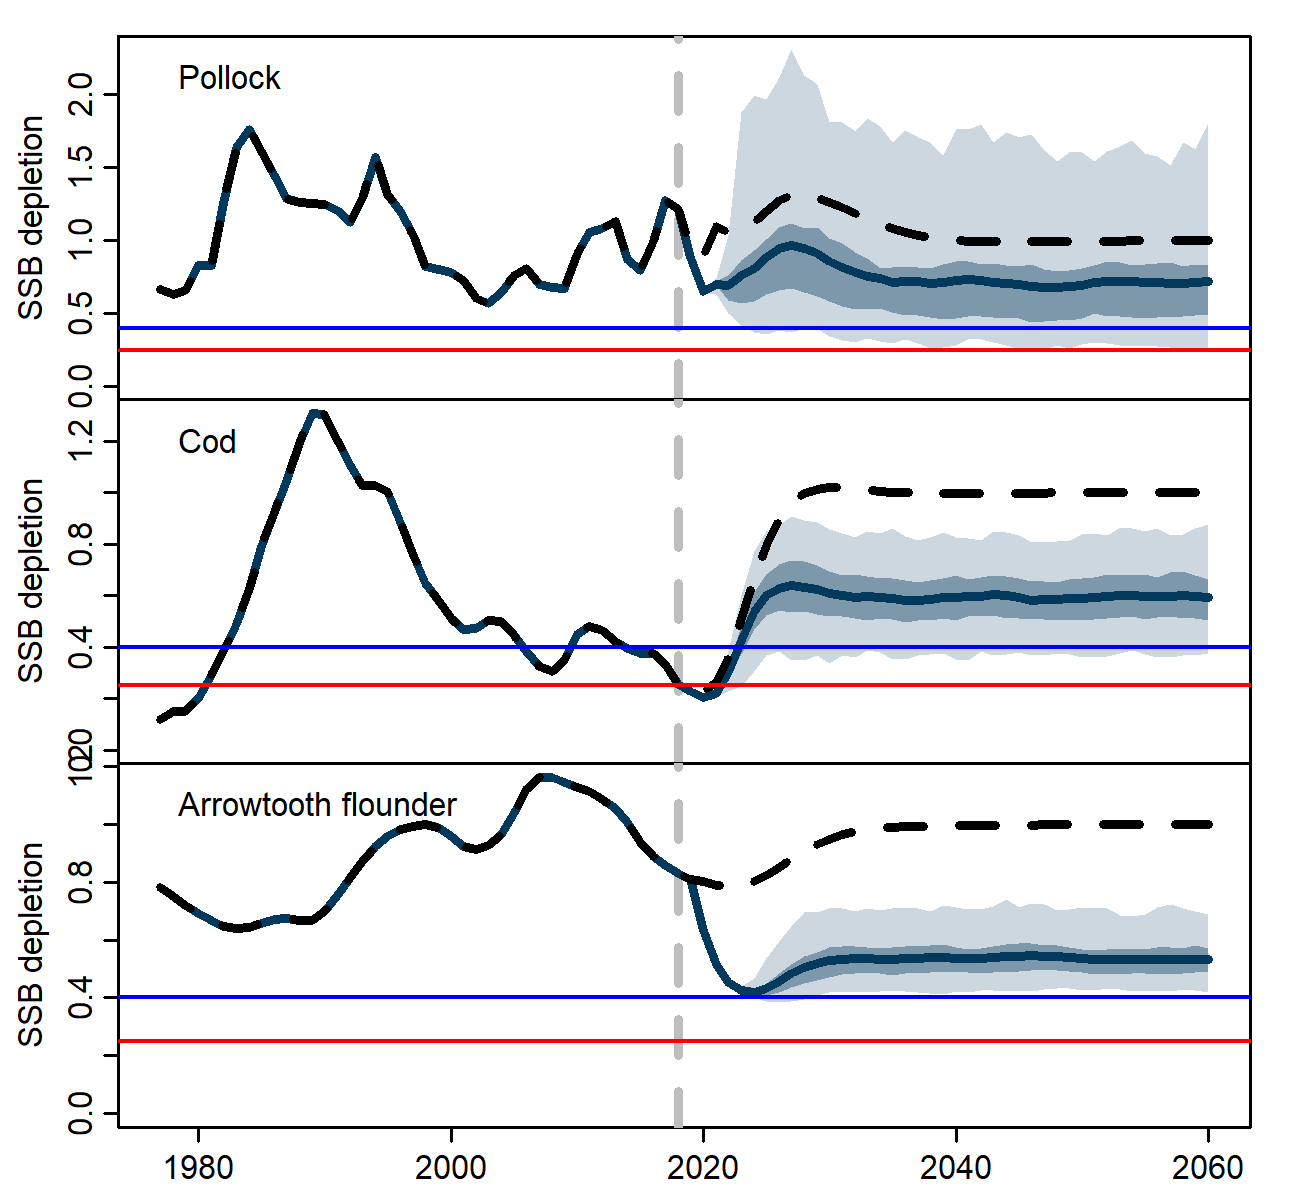 Pollock
SSB depletion
0.0 0.5 1.0 1.5 2.0
Cod
SSB depletion
0.4 0.8 1.2
Arrowtooth flounder
SSB depletion
0.0 0.4 0.8
1980 2000 2020 2040 2060